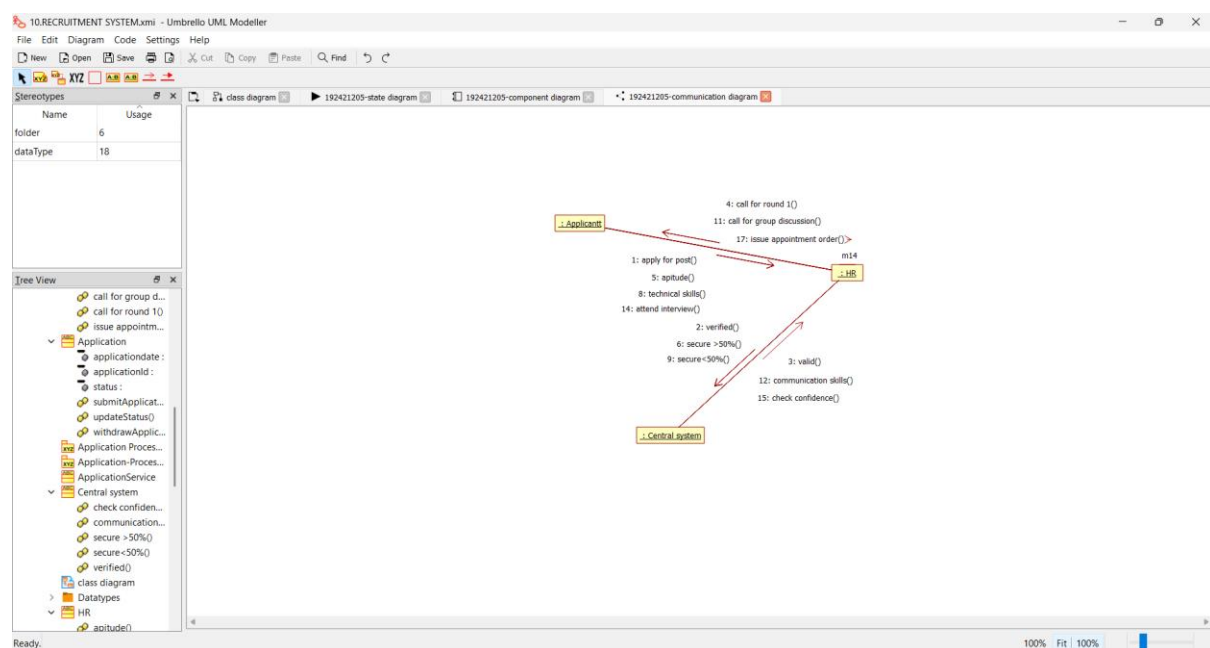 10.RECRUITMENT SYSTEM.xmi - Umbrello UML Modeller
File Edit Diagram Code Settings Help
New Open Save Cut Copy Paste Find
XYZ XYZ A.B A.B
Stereotypes
class diagram 192421205-state diagram 192421205-component diagram 192421205-communication diagram
Name Usage
folder 6
dataType 18
Tree View
call for group d...
call for round 1()
issue appointm...
Application
applicationdate :
applicationId :
status :
submitApplicat...
updateStatus()
withdrawApplic...
Application Proces...
Application-Proces...
ApplicationService
Central system
check confiden...
communication...
secure >50%()
secure<50%()
verified()
class diagram
Datatypes
HR
apitude()
4: call for round 1()
11: call for group discussion()
17: issue appointment order()
: Applicantt
m14
: HR
1: apply for post()
5: apitude()
8: technical skills()
14: attend interview()
2: verified()
6: secure >50%()
9: secure<50%()
3: valid()
12: communication skills()
15: check confidence()
: Central system
Ready.
100% Fit 100%